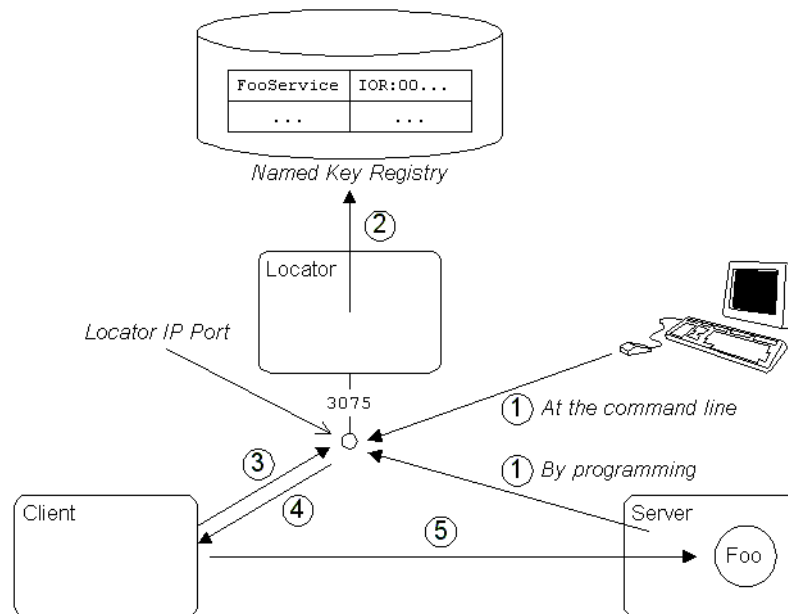 FooService IOR:00...
... ...
Named Key Registry
2
Locator
Locator IP Port
3075
1 At the command line
3
1 By programming
4
Client
5
Server
Foo